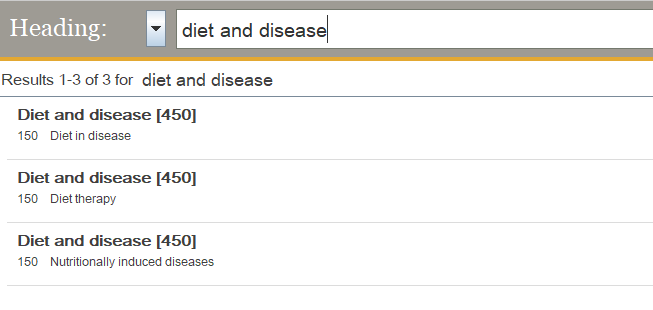 Heading: diet and disease
Results 1-3 of 3 for diet and disease
Diet and disease [450]
150 Diet in disease
Diet and disease [450]
150 Diet therapy
Diet and disease [450]
150 Nutritionally induced diseases